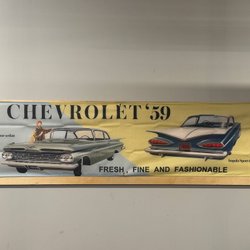 CHEVROLET '59
FRESH, FINE AND FASHIONABLE